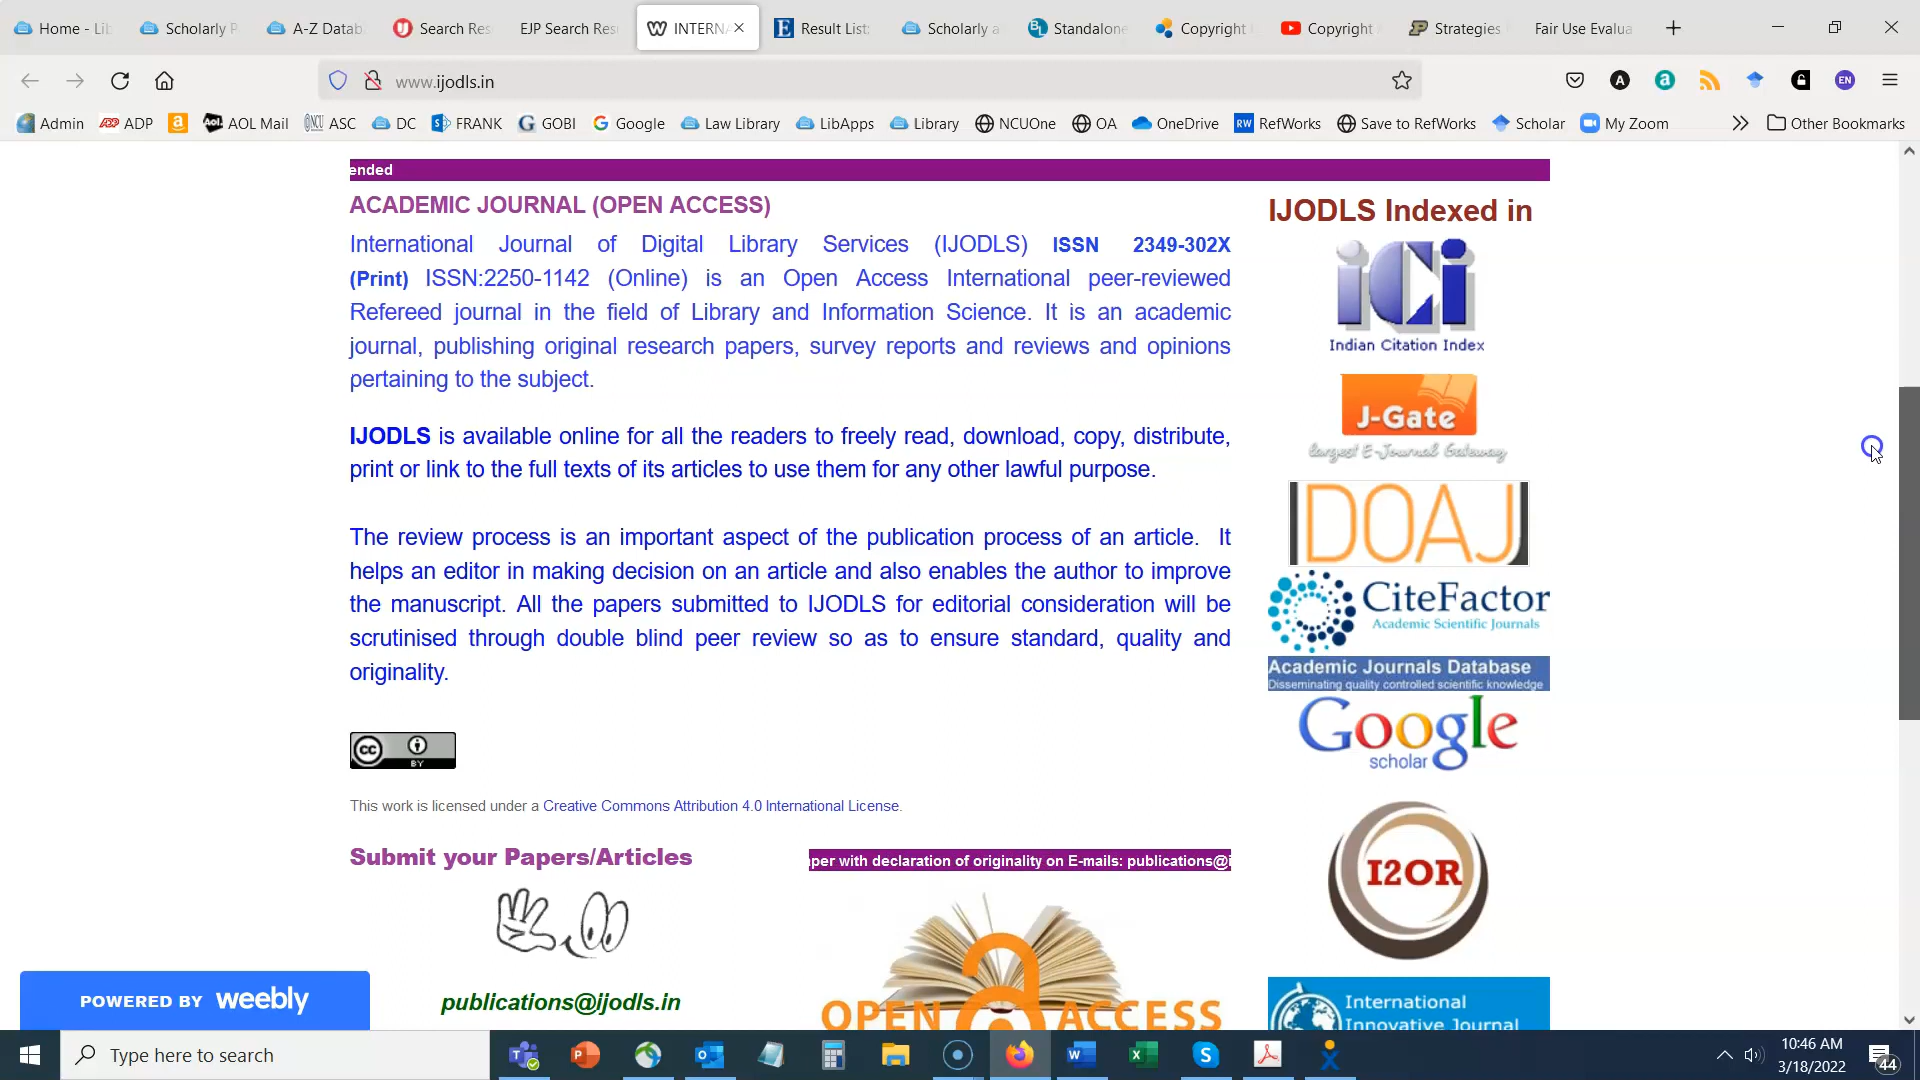 Home - Lib
Scholarly P
A-Z Datab
Search Res
EJP Search Res
INTERN
Result List:
Scholarly a
Standalone
Copyright
Copyright
Strategies
Fair Use Evalua
www.ijodls.in
Admin
ADP
AOL Mail
ASC
DC
FRANK
GOBI
Google
Law Library
LibApps
Library
NCUOne
OA
OneDrive
RefWorks
Save to RefWorks
Scholar
My Zoom
Other Bookmarks
ended
ACADEMIC JOURNAL (OPEN ACCESS)
International Journal of Digital Library Services (IJODLS) ISSN 2349-302X
(Print) ISSN:2250-1142 (Online) is an Open Access International peer-reviewed
Refereed journal in the field of Library and Information Science. It is an academic
journal, publishing original research papers, survey reports and reviews and opinions
pertaining to the subject.
IJODLS is available online for all the readers to freely read, download, copy, distribute,
print or link to the full texts of its articles to use them for any other lawful purpose.
The review process is an important aspect of the publication process of an article. It
helps an editor in making decision on an article and also enables the author to improve
the manuscript. All the papers submitted to IJODLS for editorial consideration will be
scrutinised through double blind peer review so as to ensure standard, quality and
originality.
cc BY
This work is licensed under a Creative Commons Attribution 4.0 International License.
Submit your Papers/Articles
publications@ijodls.in
per with declaration of originality on E-mails: publications@i
OPEN ACCESS
IJODLS Indexed in
ici
Indian Citation Index
J-Gate
largest E-Journal Gateway
DOAJ
CiteFactor
Academic Scientific Journals
Academic Journals Database
Disseminating quality controlled scientific knowledge
Google
scholar
I2OR
International
Innovative Journal
POWERED BY weebly
Type here to search
10:46 AM
3/18/2022
44